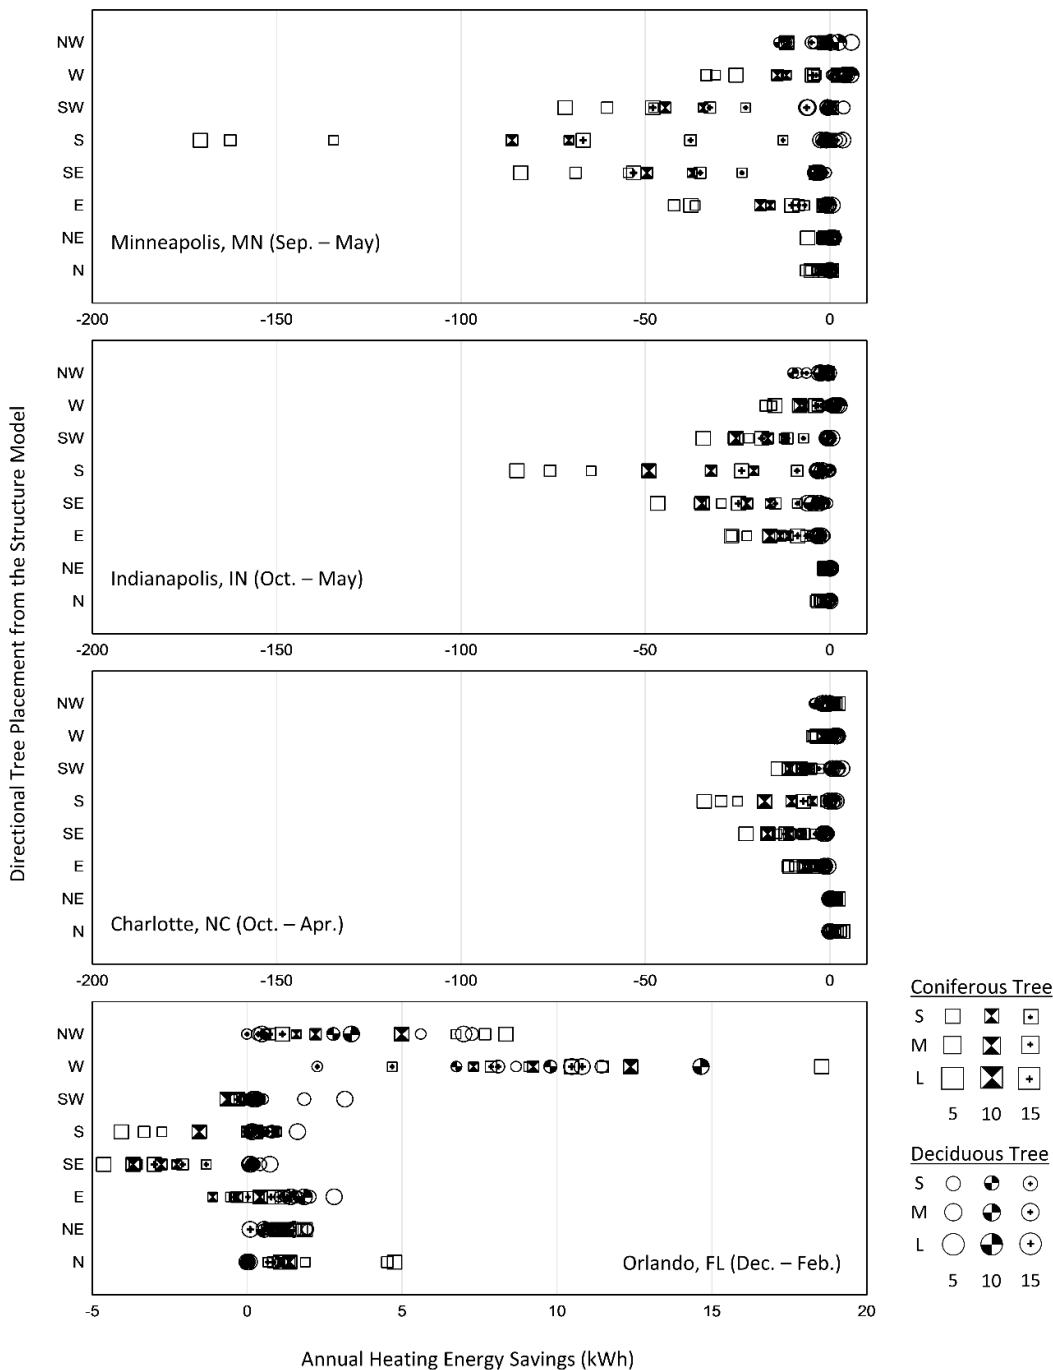 Directional Tree Placement from the Structure Model
NW
W
SW
S
SE
E
NE
N
Minneapolis, MN (Sep. – May)
-200 -150 -100 -50 0
NW
W
SW
S
SE
E
NE
N
Indianapolis, IN (Oct. – May)
-200 -150 -100 -50 0
NW
W
SW
S
SE
E
NE
N
Charlotte, NC (Oct. – Apr.)
-200 -150 -100 -50 0
NW
W
SW
S
SE
E
NE
N
Orlando, FL (Dec. – Feb.)
-5 0 5 10 15 20
Annual Heating Energy Savings (kWh)
Coniferous Tree
S
M
L
5 10 15
Deciduous Tree
S
M
L
5 10 15